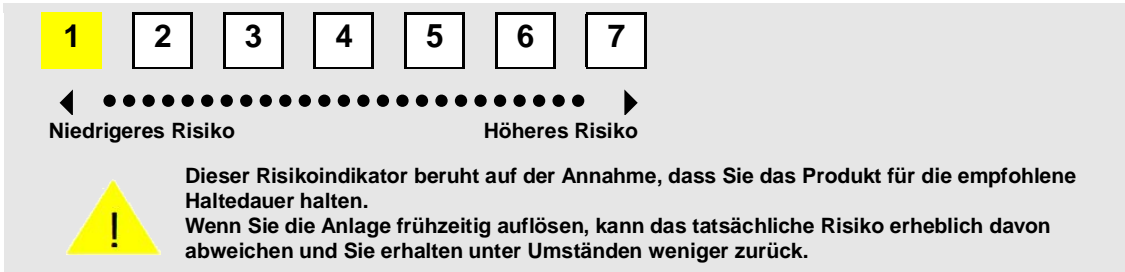 1 2 3 4 5 6 7
Niedrigeres Risiko Höheres Risiko
Dieser Risikoindikator beruht auf der Annahme, dass Sie das Produkt für die empfohlene
Haltedauer halten.
Wenn Sie die Anlage frühzeitig auflösen, kann das tatsächliche Risiko erheblich davon
abweichen und Sie erhalten unter Umständen weniger zurück.
!